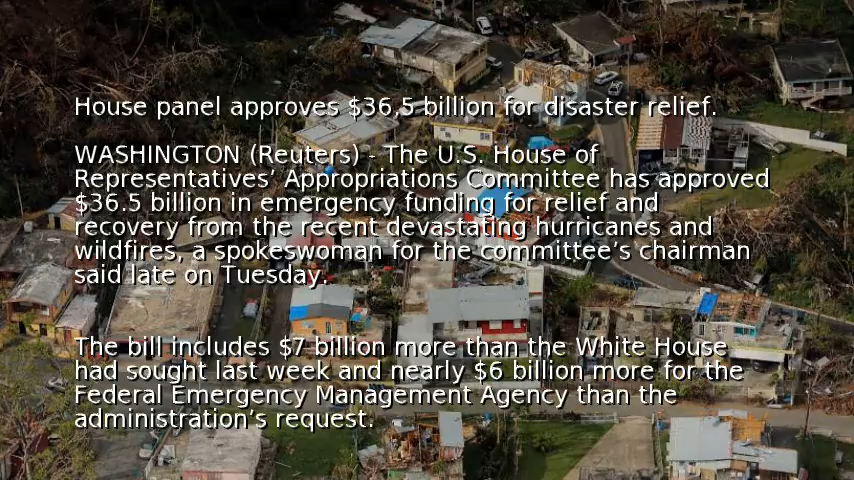 House panel approves $36.5 billion for disaster relief.
WASHINGTON (Reuters) - The U.S. House of
Representatives’ Appropriations Committee has approved
$36.5 billion in emergency funding for relief and
recovery from the recent devastating hurricanes and
wildfires, a spokeswoman for the committee’s chairman
said late on Tuesday.
The bill includes $7 billion more than the White House
had sought last week and nearly $6 billion more for the
Federal Emergency Management Agency than the
administration’s request.